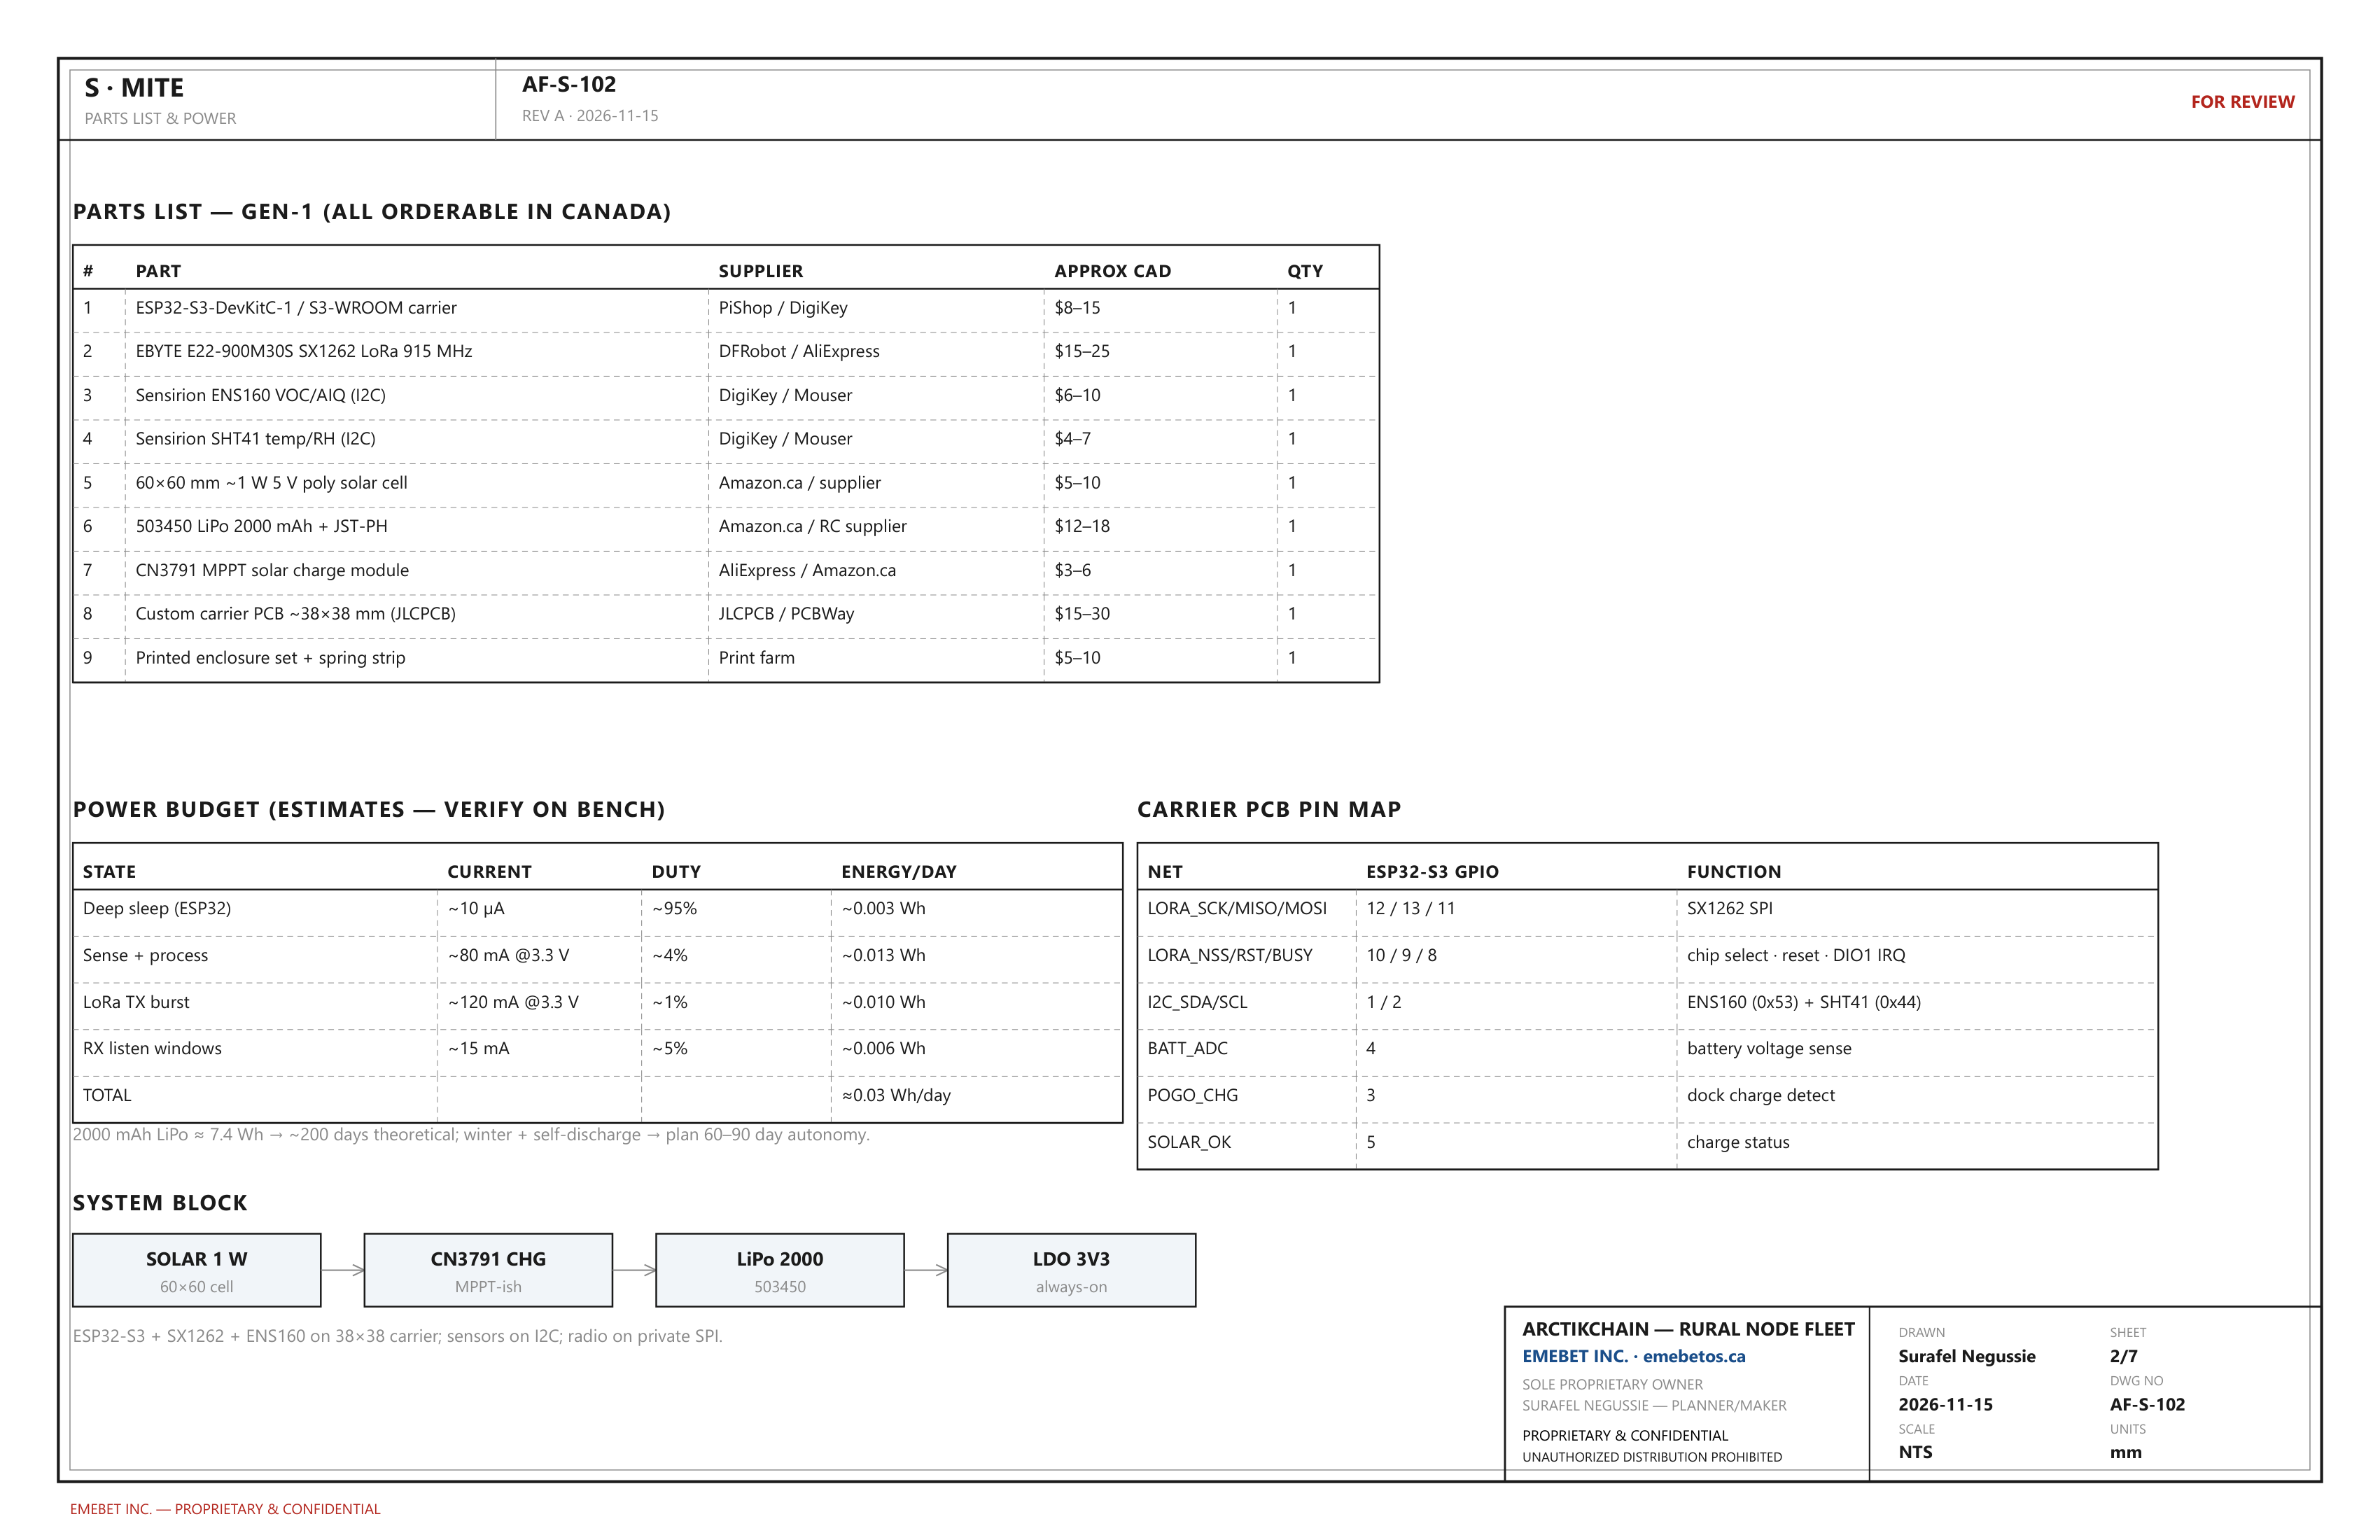 S · MITE
PARTS LIST & POWER
AF-S-102
REV A · 2026-11-15
FOR REVIEW
PARTS LIST — GEN-1 (ALL ORDERABLE IN CANADA)
# PART SUPPLIER APPROX CAD QTY
1 ESP32-S3-DevKitC-1 / S3-WROOM carrier PiShop / DigiKey $8–15 1
2 EBYTE E22-900M30S SX1262 LoRa 915 MHz DFRobot / AliExpress $15–25 1
3 Sensirion ENS160 VOC/AIQ (I2C) DigiKey / Mouser $6–10 1
4 Sensirion SHT41 temp/RH (I2C) DigiKey / Mouser $4–7 1
5 60×60 mm ~1 W 5 V poly solar cell Amazon.ca / supplier $5–10 1
6 503450 LiPo 2000 mAh + JST-PH Amazon.ca / RC supplier $12–18 1
7 CN3791 MPPT solar charge module AliExpress / Amazon.ca $3–6 1
8 Custom carrier PCB ~38×38 mm (JLCPCB) JLCPCB / PCBWay $15–30 1
9 Printed enclosure set + spring strip Print farm $5–10 1
POWER BUDGET (ESTIMATES — VERIFY ON BENCH)
STATE CURRENT DUTY ENERGY/DAY
Deep sleep (ESP32) ~10 µA ~95% ~0.003 Wh
Sense + process ~80 mA @3.3 V ~4% ~0.013 Wh
LoRa TX burst ~120 mA @3.3 V ~1% ~0.010 Wh
RX listen windows ~15 mA ~5% ~0.006 Wh
TOTAL ≈0.03 Wh/day
2000 mAh LiPo ≈ 7.4 Wh → ~200 days theoretical; winter + self-discharge → plan 60–90 day autonomy.
CARRIER PCB PIN MAP
NET ESP32-S3 GPIO FUNCTION
LORA_SCK/MISO/MOSI 12 / 13 / 11 SX1262 SPI
LORA_NSS/RST/BUSY 10 / 9 / 8 chip select · reset · DIO1 IRQ
I2C_SDA/SCL 1 / 2 ENS160 (0x53) + SHT41 (0x44)
BATT_ADC 4 battery voltage sense
POGO_CHG 3 dock charge detect
SOLAR_OK 5 charge status
SYSTEM BLOCK
SOLAR 1 W
60×60 cell
CN3791 CHG
MPPT-ish
LiPo 2000
503450
LDO 3V3
always-on
ESP32-S3 + SX1262 + ENS160 on 38×38 carrier; sensors on I2C; radio on private SPI.
ARCTIKCHAIN — RURAL NODE FLEET
EMEBET INC. · emebetos.ca
SOLE PROPRIETARY OWNER
SURAFEL NEGUSSIE — PLANNER/MAKER
PROPRIETARY & CONFIDENTIAL
UNAUTHORIZED DISTRIBUTION PROHIBITED
DRAWN SHEET
Surafel Negussie 2/7
DATE DWG NO
2026-11-15 AF-S-102
SCALE UNITS
NTS mm
EMEBET INC. — PROPRIETARY & CONFIDENTIAL